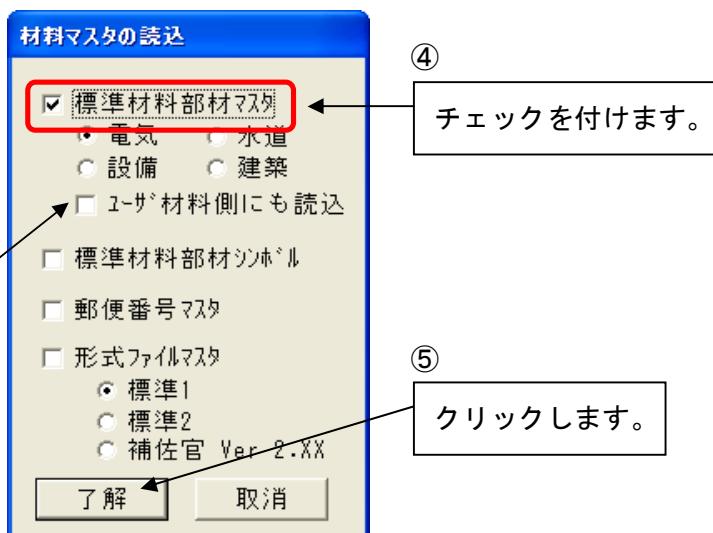 材料マスタの読込
④
標準材料部材ﾏｽﾀ
チェックを付けます。
電気 水道
設備 建築
ﾕｰｻﾞ材料側にも読込
標準材料部材ｼﾝﾎﾞﾙ
郵便番号ﾏｽﾀ
形式ﾌｧｲﾙﾏｽﾀ
⑤
標準1
クリックします。
標準2
補佐官 Ver 2.XX
了解 取消